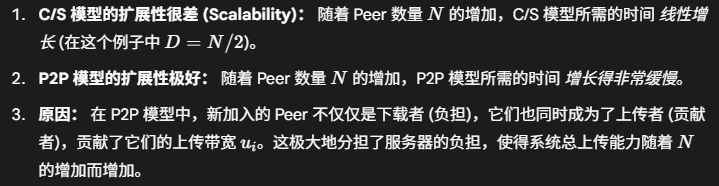 1. C/S 模型的扩展性很差 (Scalability)： 随着 Peer 数量 N 的增加，C/S 模型所需的时间 线性增
长 (在这个例子中 D = N/2)。
2. P2P 模型的扩展性极好： 随着 Peer 数量 N 的增加，P2P 模型所需的时间 增长得非常缓慢。
3. 原因： 在 P2P 模型中，新加入的 Peer 不仅仅是下载者 (负担)，它们也同时成为了上传者 (贡献
者)，贡献了它们的上传带宽 uᵢ。这极大地分担了服务器的负担，使得系统总上传能力随着 N
的增加而增加。